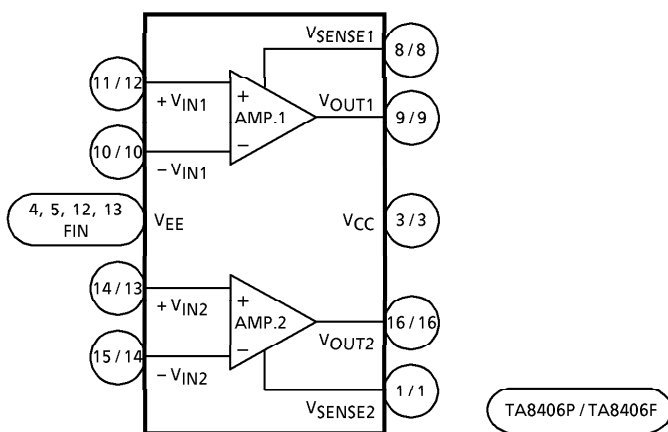 VSENSE1
8 / 8
11 / 12
+ VIN1
+
AMP.1
−
VOUT1
9 / 9
10 / 10
− VIN1
4, 5, 12, 13
FIN
VEE
VCC
3 / 3
14 / 13
+ VIN2
+
AMP.2
−
VOUT2
16 / 16
15 / 14
− VIN2
1 / 1
VSENSE2
TA8406P / TA8406F